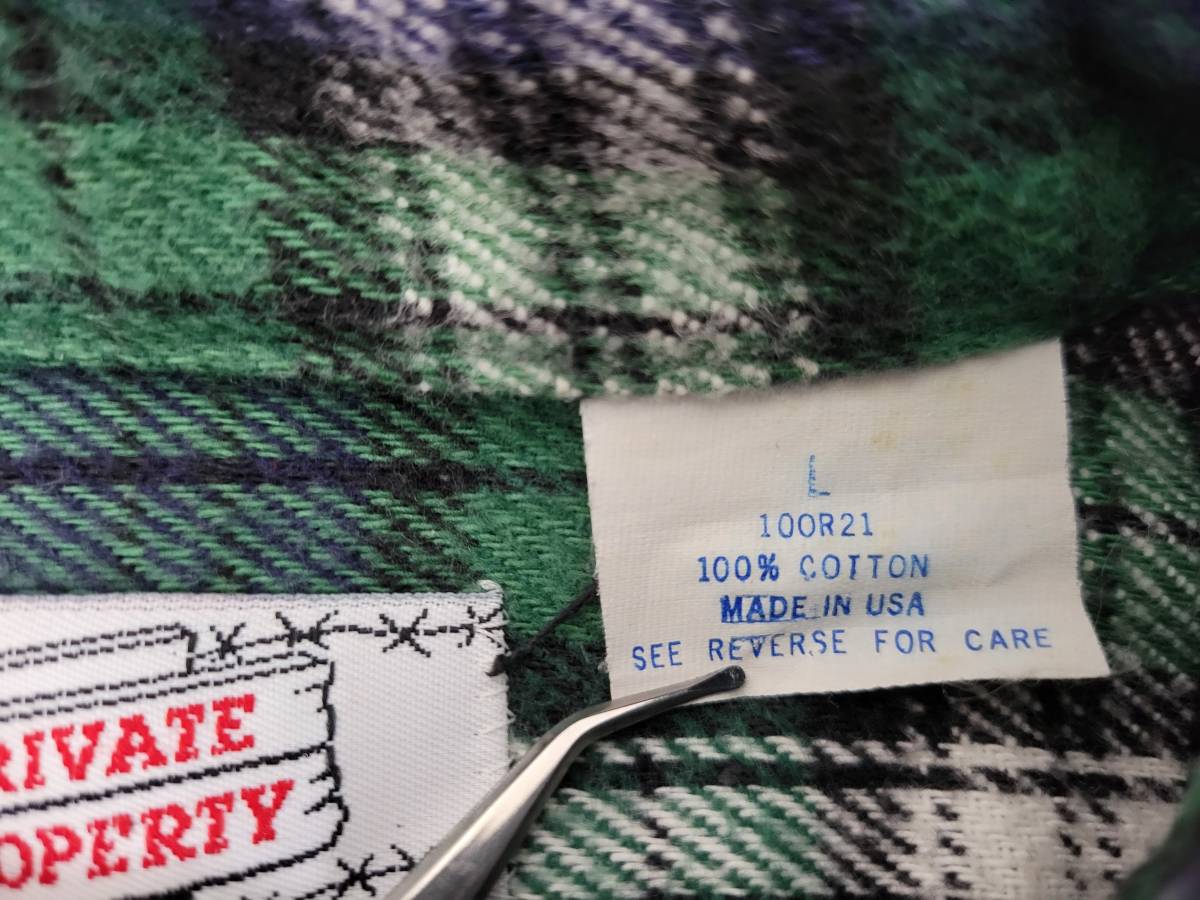 L
100R21
100% COTTON
MADE IN USA
SEE REVERSE FOR CARE
RIVATE
OPERTY